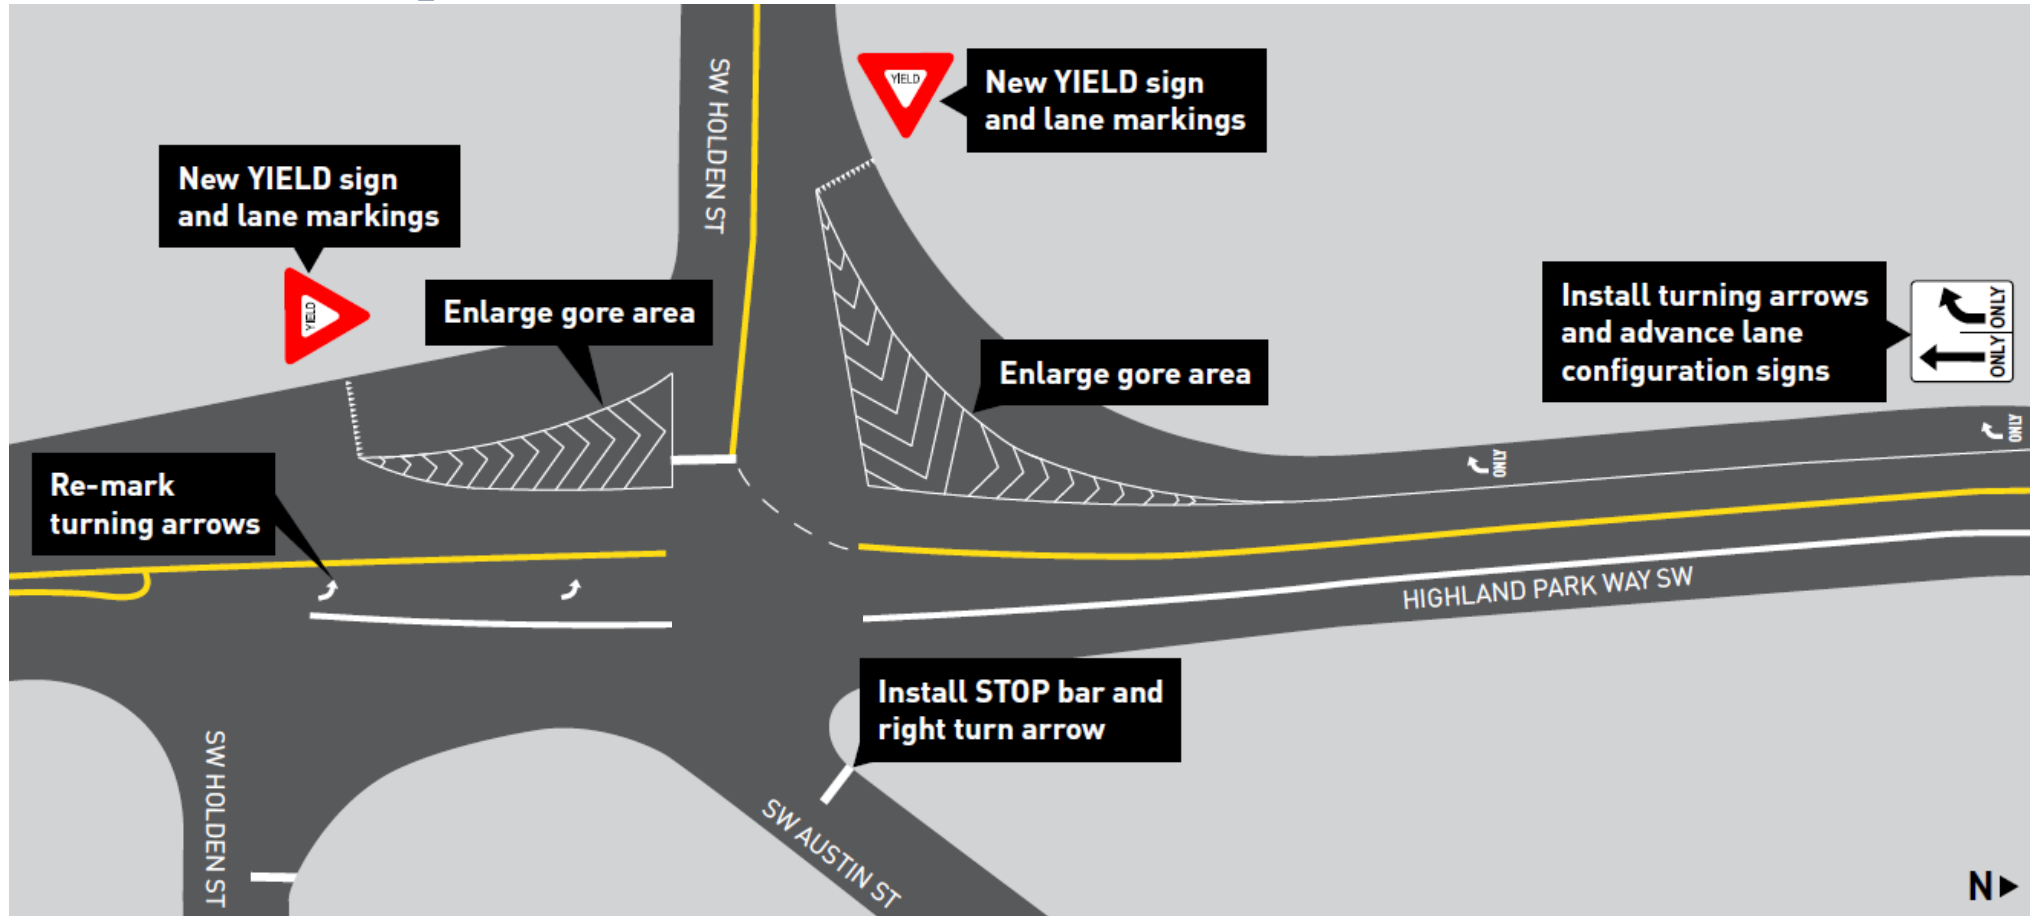 SW HOLDEN ST
YIELD
New YIELD sign
and lane markings
New YIELD sign
and lane markings
YIELD
Enlarge gore area
Enlarge gore area
Install turning arrows
and advance lane
configuration signs
ONLY
ONLY
ONLY
ONLY
Re-mark
turning arrows
HIGHLAND PARK WAY SW
Install STOP bar and
right turn arrow
SW HOLDEN ST
SW AUSTIN ST
N